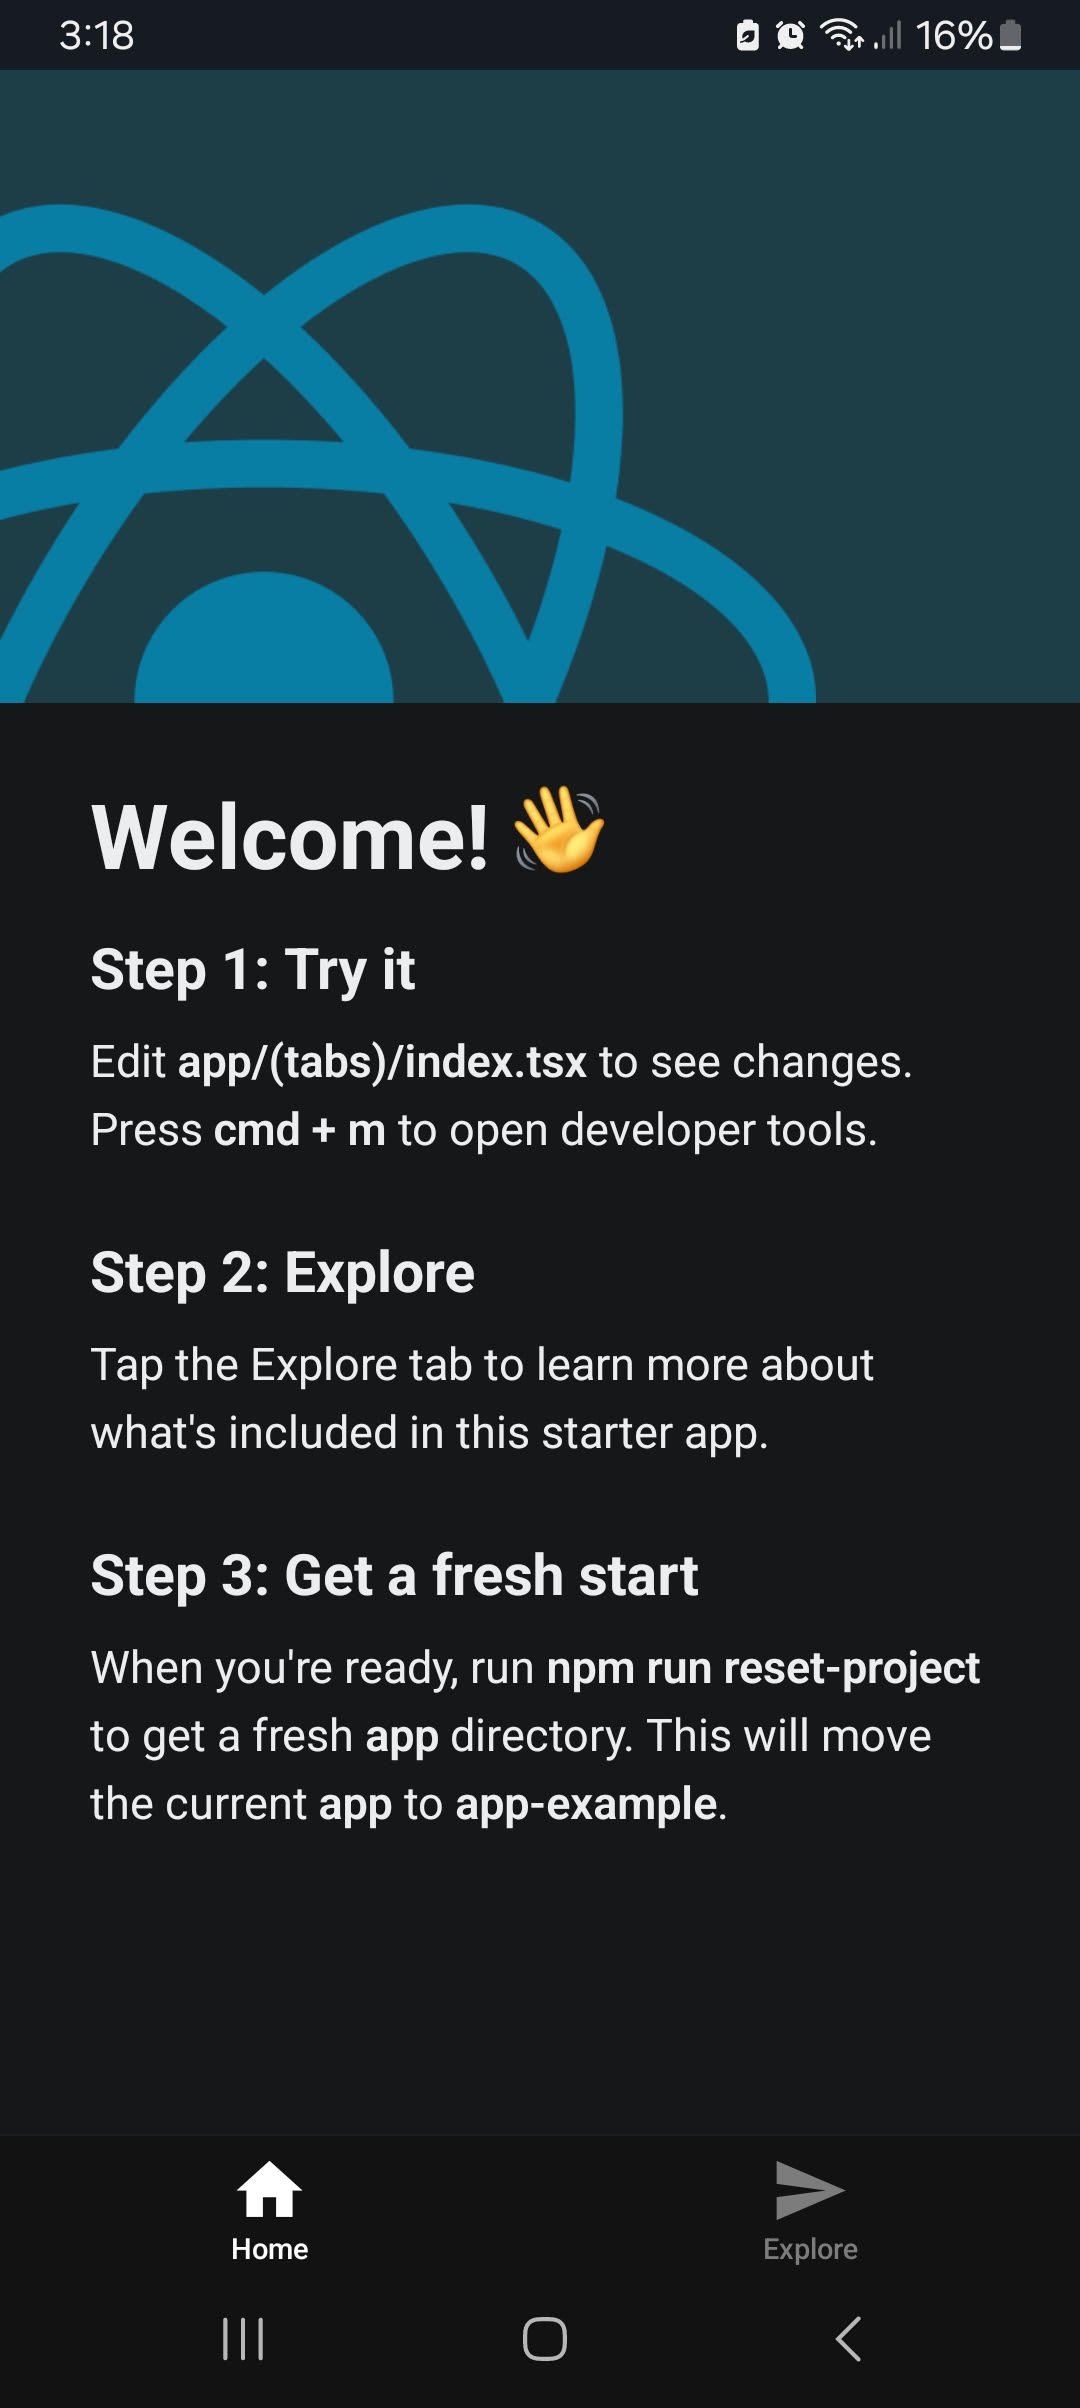 3:18
16%
Welcome! 👋
Step 1: Try it
Edit app/(tabs)/index.tsx to see changes.
Press cmd + m to open developer tools.
Step 2: Explore
Tap the Explore tab to learn more about
what's included in this starter app.
Step 3: Get a fresh start
When you're ready, run npm run reset-project
to get a fresh app directory. This will move
the current app to app-example.
Home
Explore